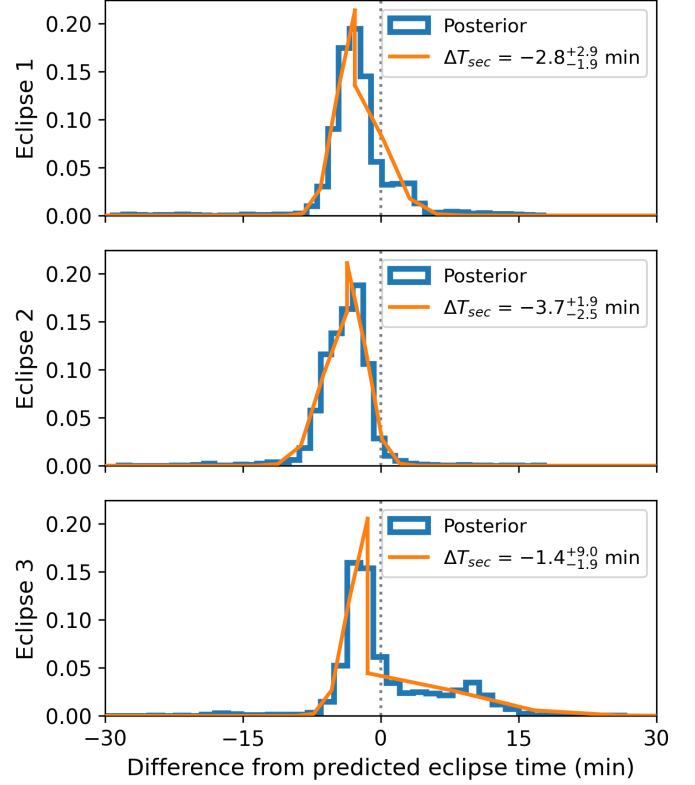 0.20
0.15
0.10
0.05
0.00
Eclipse 1
Posterior
ΔT_sec = −2.8^{+2.9}_{−1.9} min
0.20
0.15
0.10
0.05
0.00
Eclipse 2
Posterior
ΔT_sec = −3.7^{+1.9}_{−2.5} min
0.20
0.15
0.10
0.05
0.00
Eclipse 3
Posterior
ΔT_sec = −1.4^{+9.0}_{−1.9} min
−30 −15 0 15 30
Difference from predicted eclipse time (min)